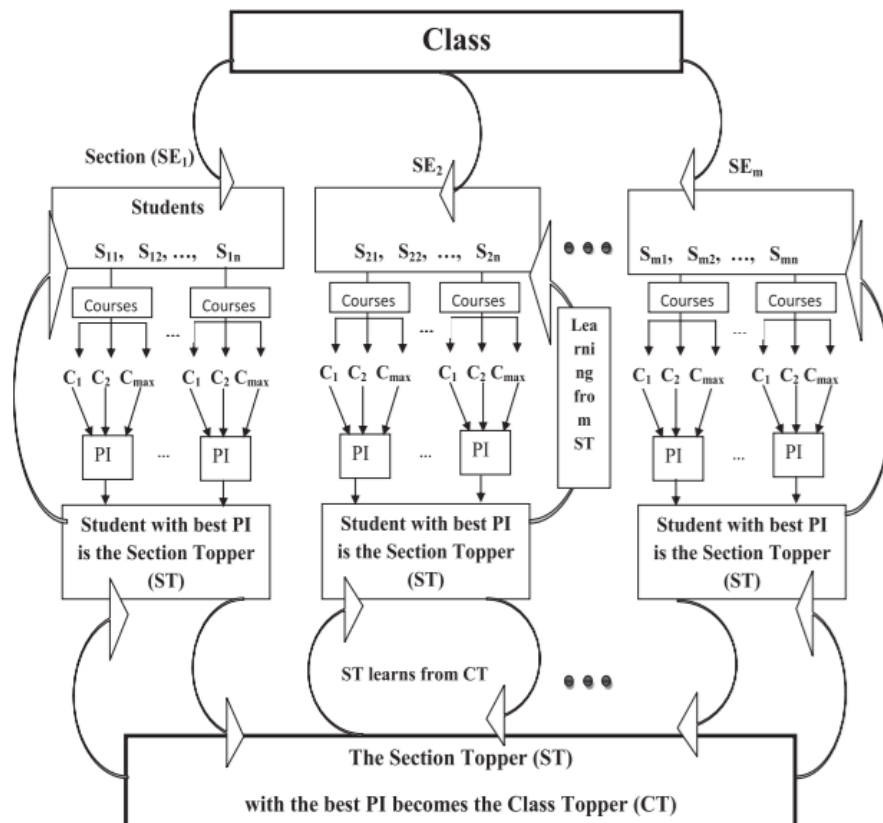 Class
Section (SE₁)
SE₂
SEₘ
Students
S₁₁, S₁₂, ..., S₁ₙ
S₂₁, S₂₂, ..., S₂ₙ
Sₘ₁, Sₘ₂, ..., Sₘₙ
Courses ... Courses
Courses ... Courses
Courses ... Courses
C₁ C₂ Cmax C₁ C₂ Cmax
C₁ C₂ Cmax C₁ C₂ Cmax
C₁ C₂ Cmax C₁ C₂ Cmax
Lea
rni
ng
fro
m
ST
PI ... PI
PI ... PI
PI ... PI
Student with best PI
is the Section Topper
(ST)
Student with best PI
is the Section Topper
(ST)
Student with best PI
is the Section Topper
(ST)
ST learns from CT
The Section Topper (ST)
with the best PI becomes the Class Topper (CT)